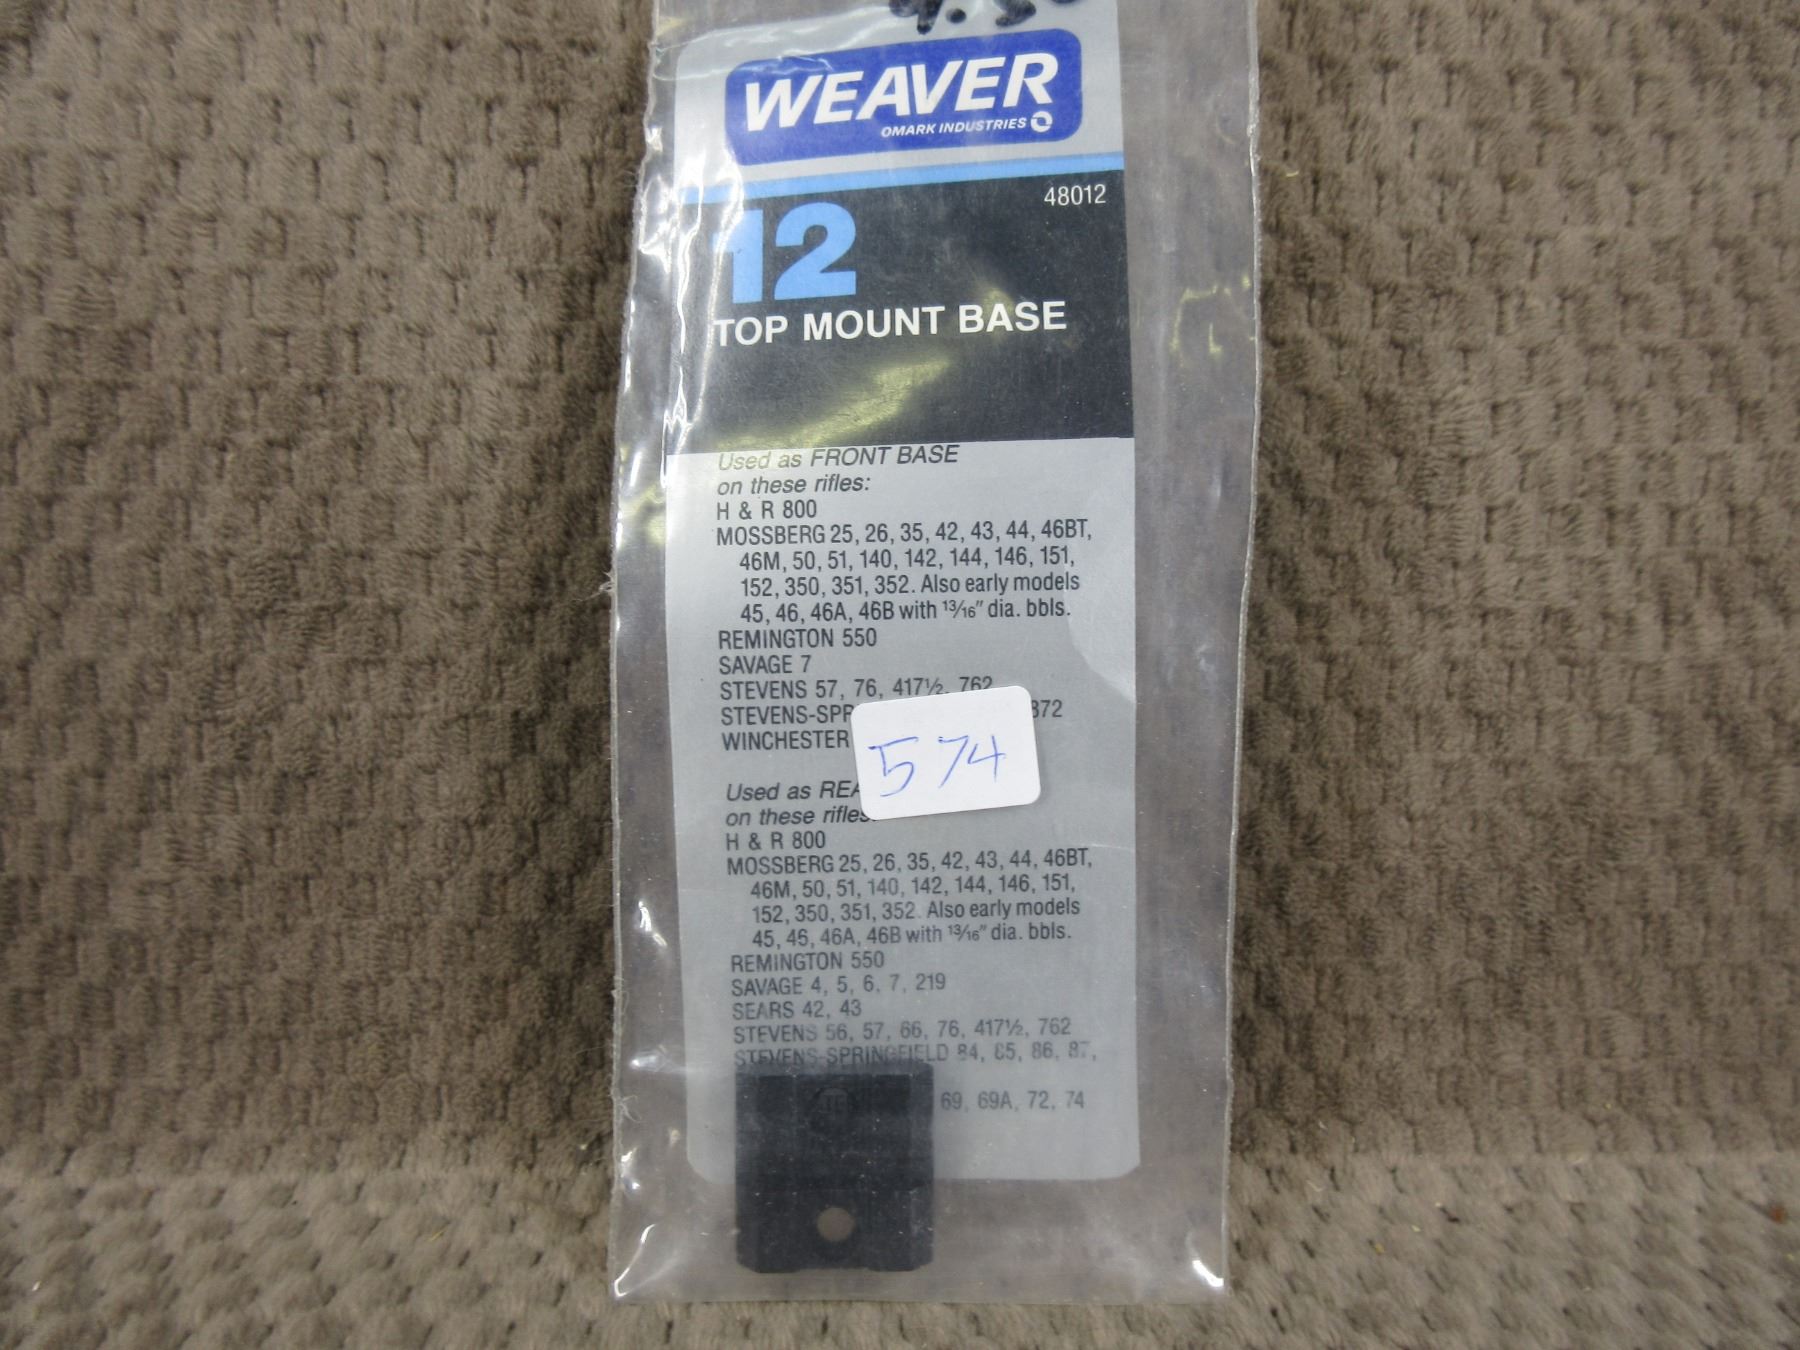 WEAVER
OMARK INDUSTRIES
48012
12
TOP MOUNT BASE
Used as FRONT BASE
on these rifles:
H & R 800
MOSSBERG 25, 26, 35, 42, 43, 44, 46BT,
46M, 50, 51, 140, 142, 144, 146, 151,
152, 350, 351, 352. Also early models
45, 46, 46A, 46B with 13/16" dia. bbls.
REMINGTON 550
SAVAGE 7
STEVENS 57, 76, 417½, 762
STEVENS-SPR 872
WINCHESTER
574
Used as REA
on these rifles:
H & R 800
MOSSBERG 25, 26, 35, 42, 43, 44, 46BT,
46M, 50, 51, 140, 142, 144, 146, 151,
152, 350, 351, 352. Also early models
45, 46, 46A, 46B with 13/16" dia. bbls.
REMINGTON 550
SAVAGE 4, 5, 6, 7, 219
SEARS 42, 43
STEVENS 56, 57, 66, 76, 417½, 762
STEVENS-SPRINGFIELD 84, 85, 86, 87,
69, 69A, 72, 74